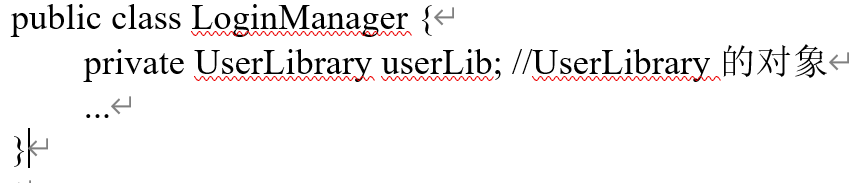 public class LoginManager {
private UserLibrary userLib; //UserLibrary 的对象
...
}